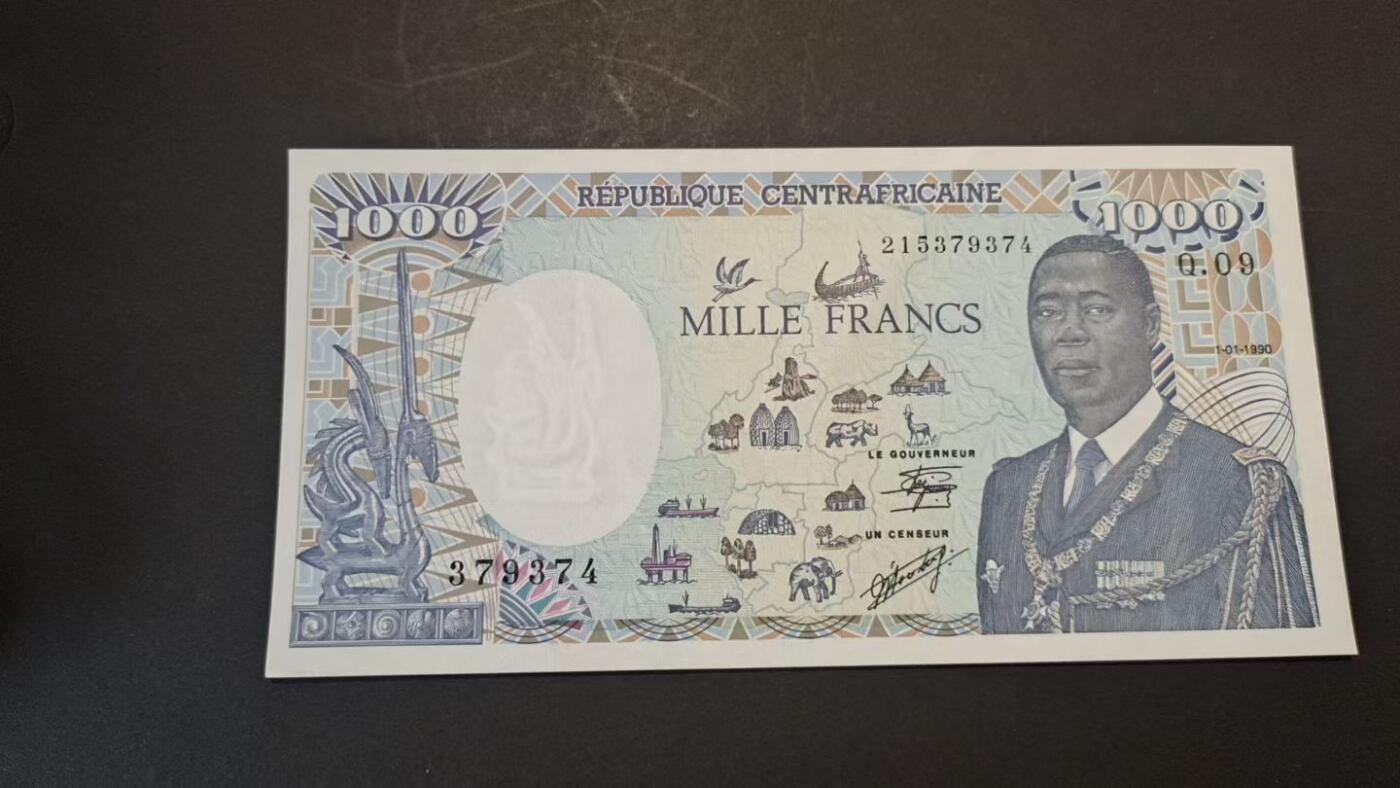 RÉPUBLIQUE CENTRAFRICAINE
1000
1000
215379374
Q.09
MILLE FRANCS
1-01-1990
LE GOUVERNEUR
UN CENSEUR
379374